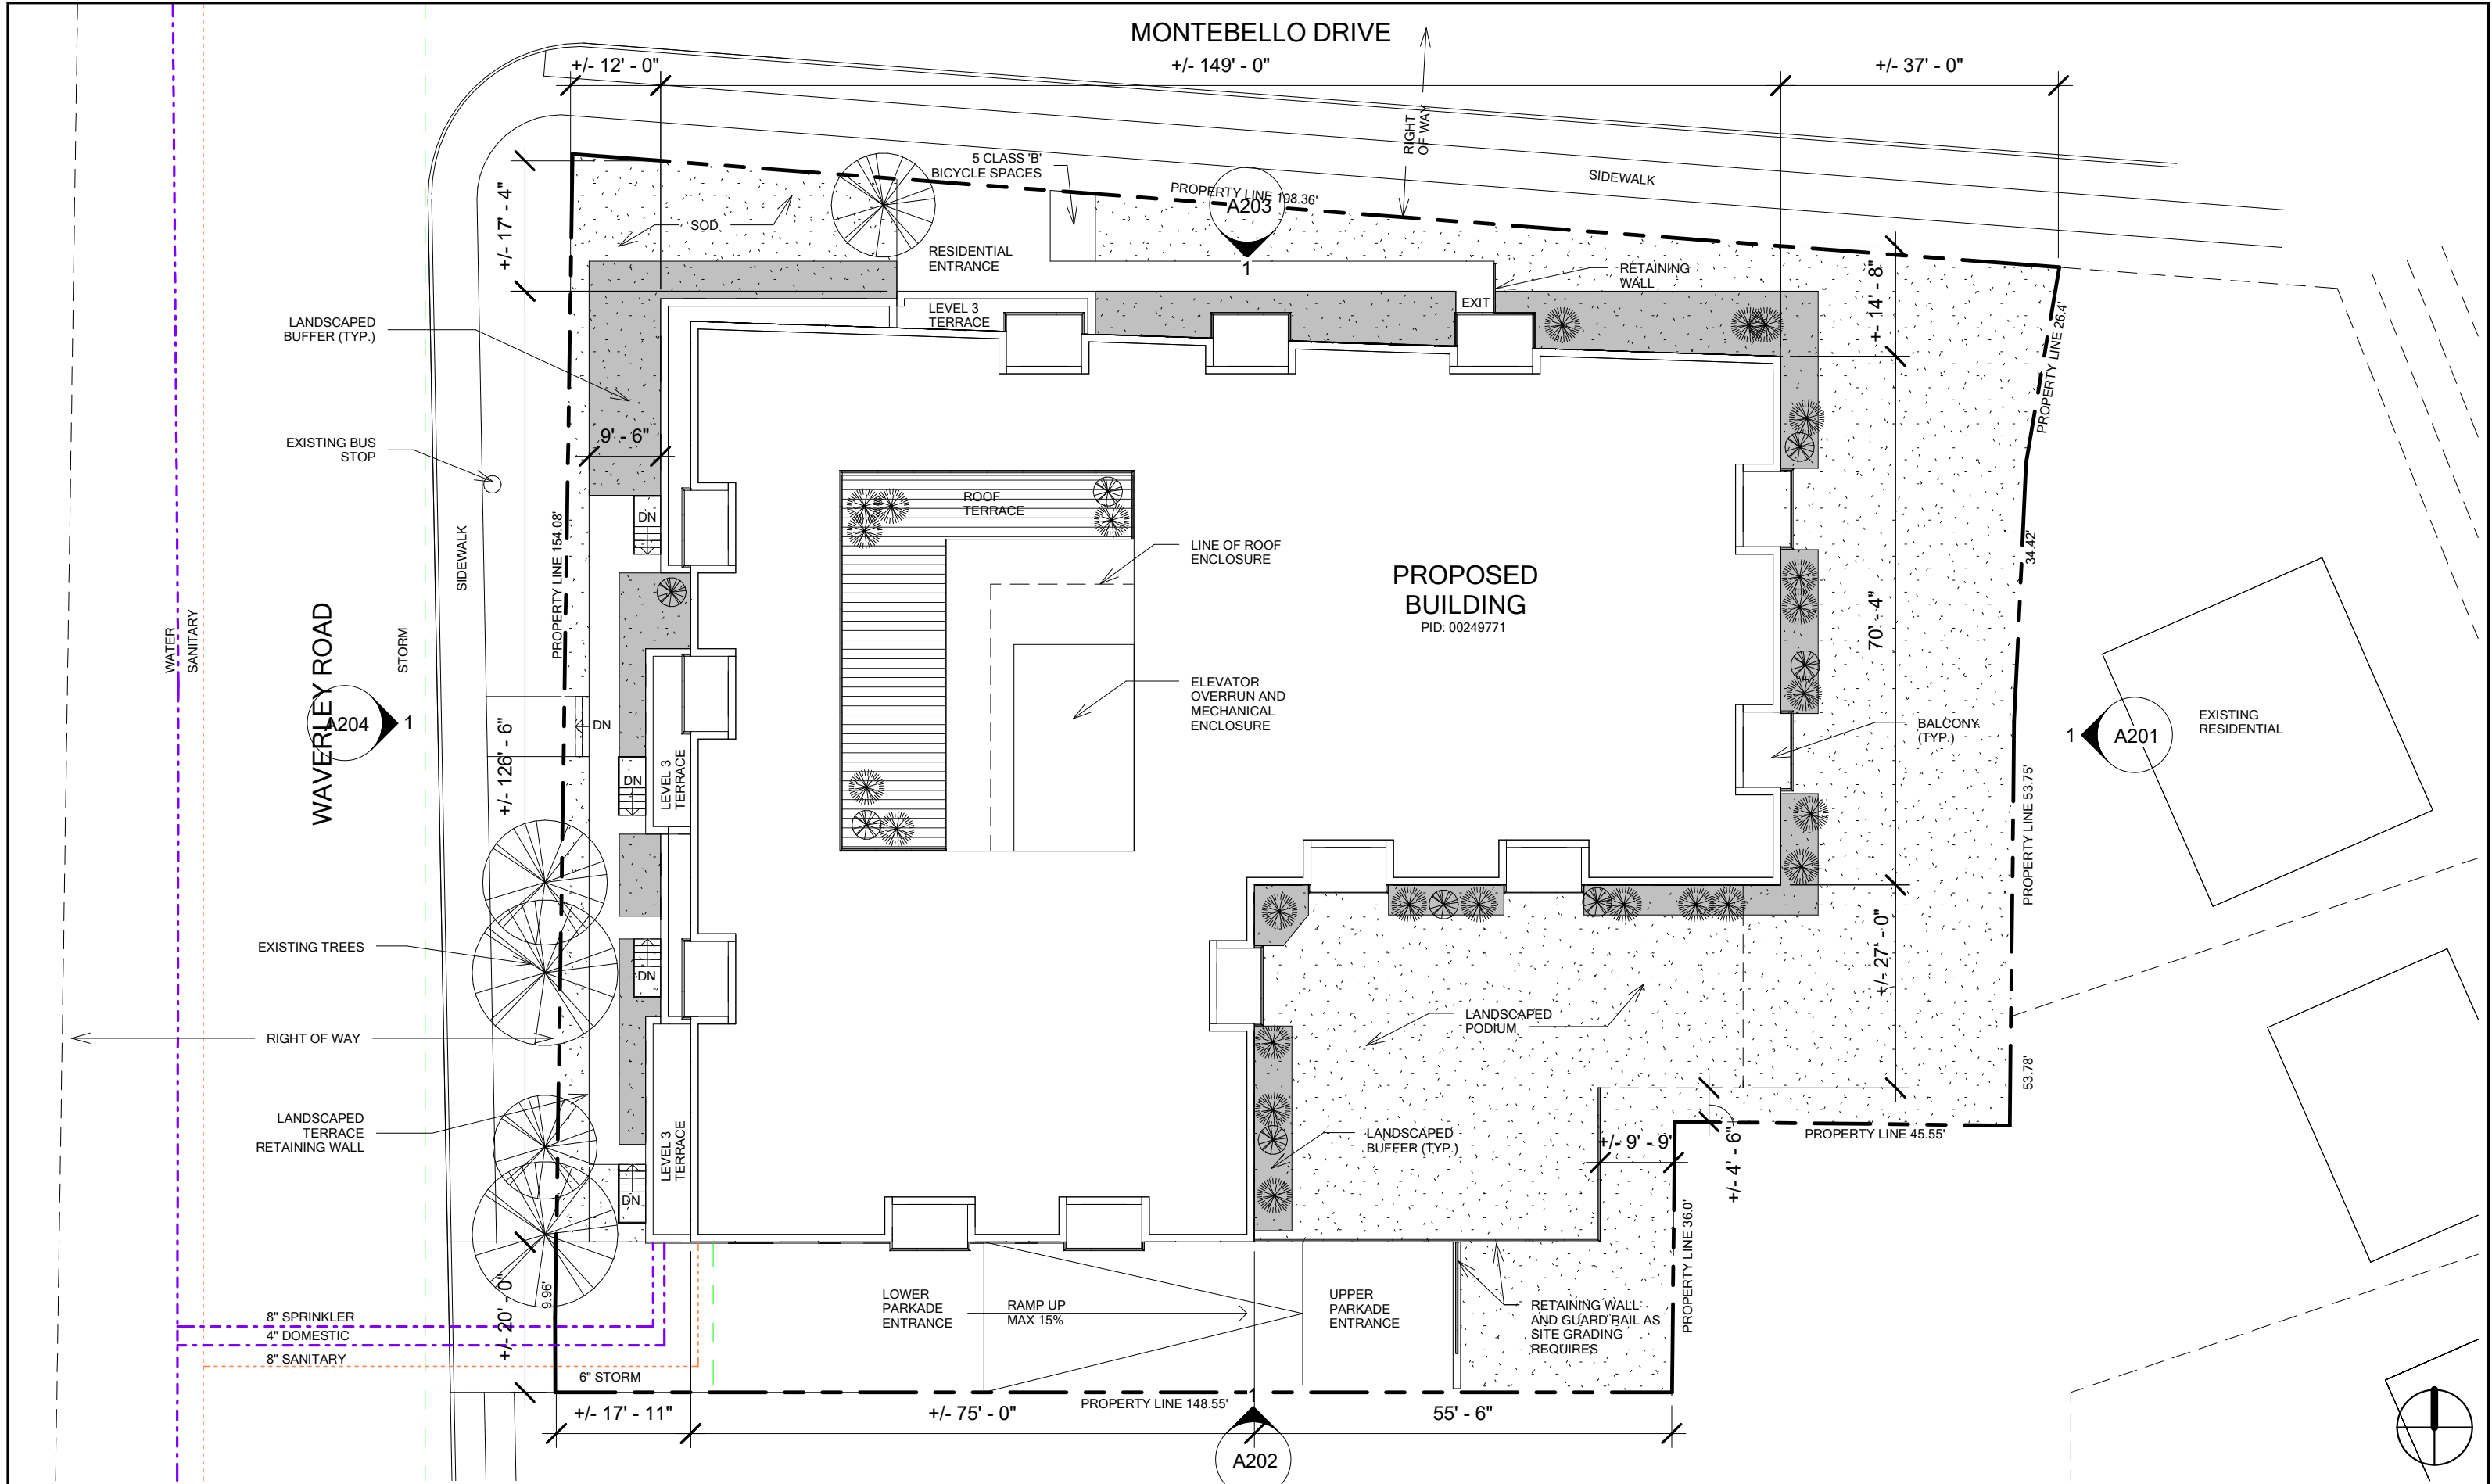 MONTEBELLO DRIVE
+/- 12' - 0"
+/- 149' - 0"
+/- 37' - 0"
RIGHT
OF WAY
5 CLASS 'B'
BICYCLE SPACES
SIDEWALK
PROPERTY LINE 198.36'
A203
1
+/- 17' - 4"
SOD
RESIDENTIAL
ENTRANCE
RETAINING
WALL
+/- 14' - 8"
LEVEL 3
TERRACE
EXIT
LANDSCAPED
BUFFER (TYP.)
PROPERTY LINE 26.4'
9' - 6"
EXISTING BUS
STOP
ROOF
TERRACE
DN
PROPERTY LINE 154.08'
SIDEWALK
34.42'
LINE OF ROOF
ENCLOSURE
PROPOSED
BUILDING
PID: 00249771
70' - 4"
WATER
SANITARY
WAVERLEY ROAD
STORM
ELEVATOR
OVERRUN AND
MECHANICAL
ENCLOSURE
A204
1
DN
BALCONY
(TYP.)
1
A201
EXISTING
RESIDENTIAL
+/- 126' - 6"
DN
LEVEL 3
TERRACE
PROPERTY LINE 53.75'
EXISTING TREES
DN
+/- 27' - 0"
LANDSCAPED
PODIUM
RIGHT OF WAY
53.78'
LANDSCAPED
TERRACE
RETAINING WALL
LEVEL 3
TERRACE
LANDSCAPED
BUFFER (TYP.)
+/- 9' - 9"
+/- 4' - 6"
PROPERTY LINE 45.55'
DN
PROPERTY LINE 36.0'
+/- 20' - 0"
9.96'
8" SPRINKLER
4" DOMESTIC
8" SANITARY
6" STORM
LOWER
PARKADE
ENTRANCE
RAMP UP
MAX 15%
UPPER
PARKADE
ENTRANCE
RETAINING WALL
AND GUARD RAIL AS
SITE GRADING
REQUIRES
PROPERTY LINE 148.55'
1
A202
+/- 17' - 11"
+/- 75' - 0"
55' - 6"